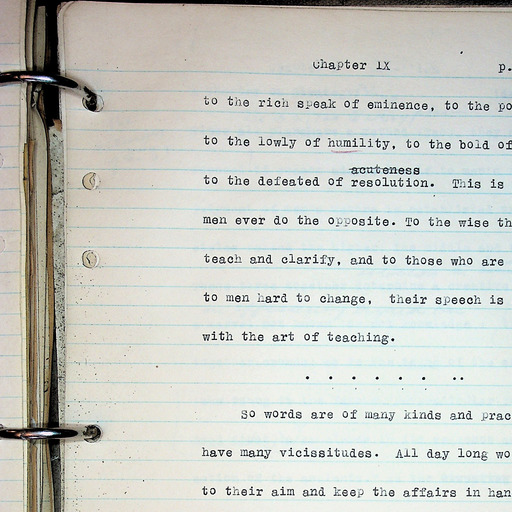 Chapter IX p.
to the rich speak of eminence, to the po
to the lowly of humility, to the bold of
acuteness
to the defeated of resolution. This is
men ever do the opposite. To the wise th
teach and clarify, and to those who are
to men hard to change, their speech is
with the art of teaching.
. . . . . . ..
So words are of many kinds and prac
have many vicissitudes. All day long wo
to their aim and keep the affairs in han